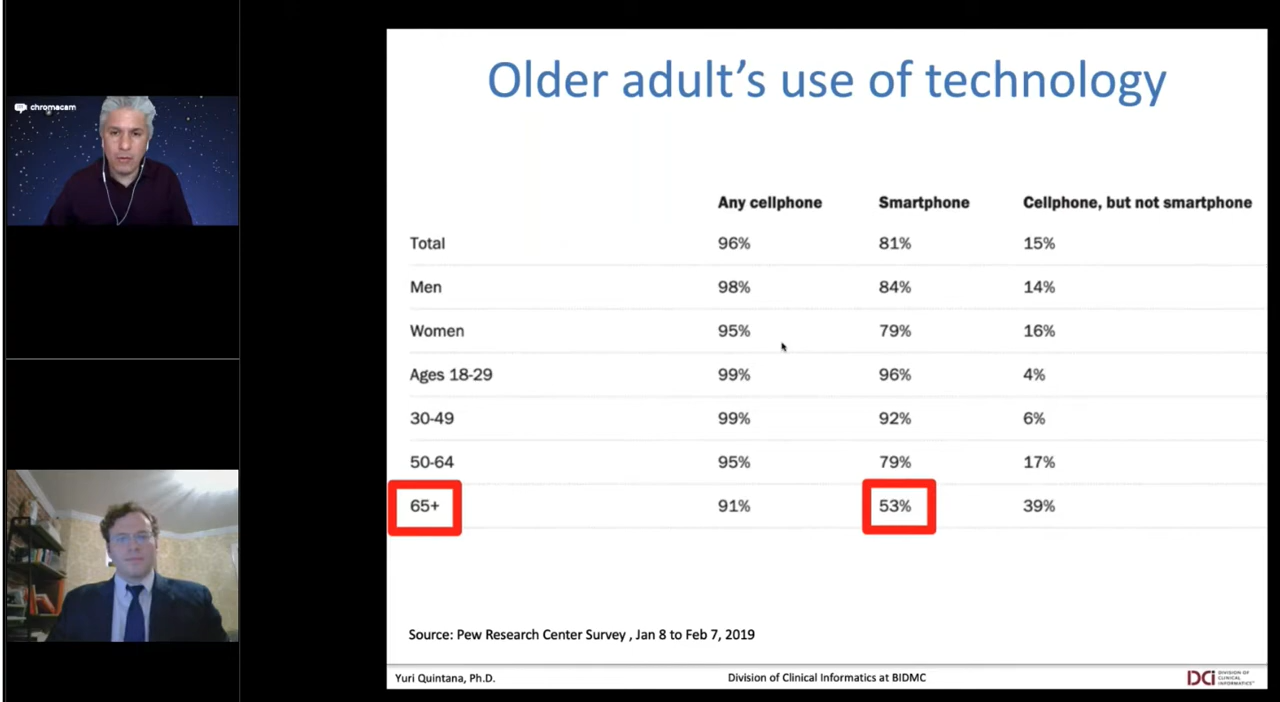 chromacam
Older adult's use of technology
Any cellphone Smartphone Cellphone, but not smartphone
Total 96% 81% 15%
Men 98% 84% 14%
Women 95% 79% 16%
Ages 18-29 99% 96% 4%
30-49 99% 92% 6%
50-64 95% 79% 17%
65+ 91% 53% 39%
Source: Pew Research Center Survey , Jan 8 to Feb 7, 2019
Yuri Quintana, Ph.D. Division of Clinical Informatics at BIDMC
DCi DIVISION OF
CLINICAL
INFORMATICS